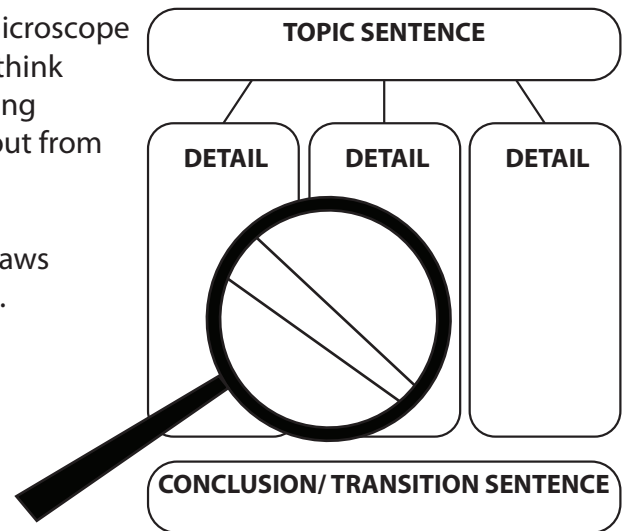 icroscope
think
ng
out from
aws
.
TOPIC SENTENCE
DETAIL
DETAIL
DETAIL
CONCLUSION/ TRANSITION SENTENCE